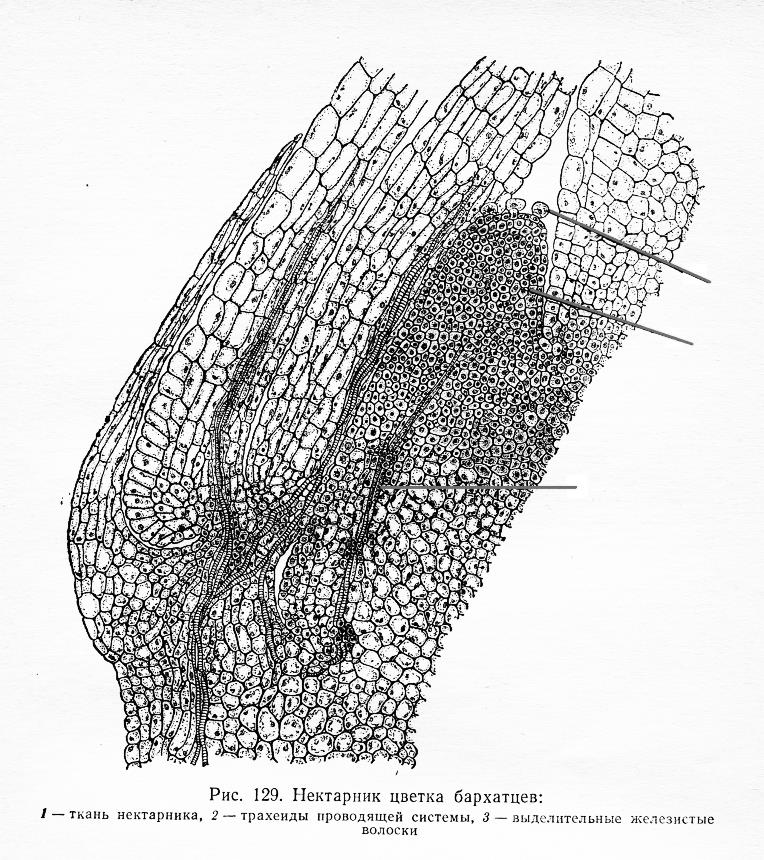 Рис. 129. Нектарник цветка бархатцев:
1 — ткань нектарника, 2 — трахеиды проводящей системы, 3 — выделительные железистые
волоски